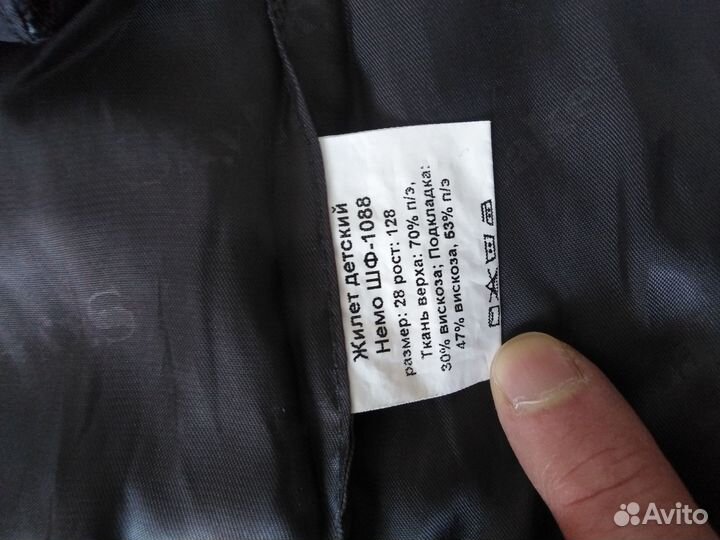 Жилет детский
Немо ШФ-1088
размер: 28 рост: 128
Ткань верха: 70% п/э,
30% вискоза; Подкладка:
47% вискоза, 53% п/э
Avito